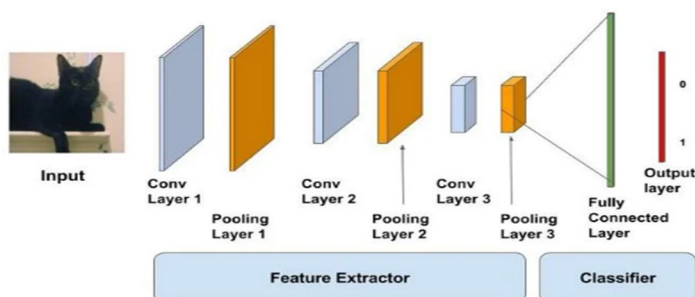 Input
Conv
Layer 1
Pooling
Layer 1
Conv
Layer 2
Pooling
Layer 2
Conv
Layer 3
Pooling
Layer 3
Fully
Connected
Layer
Output
layer
0
1
Feature Extractor
Classifier